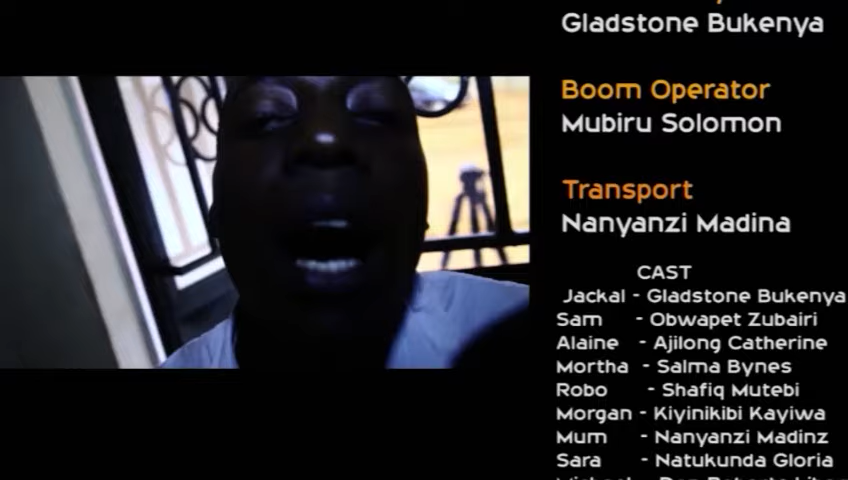 Gladstone Bukenya
Boom Operator
Mubiru Solomon
Transport
Nanyanzi Madina
CAST
Jackal - Gladstone Bukenya
Sam - Obwapet Zubairi
Alaine - Ajilong Catherine
Mortha - Salma Bynes
Robo - Shafiq Mutebi
Morgan - Kiyinikibi Kayiwa
Mum - Nanyanzi Madinz
Sara - Natukunda Gloria